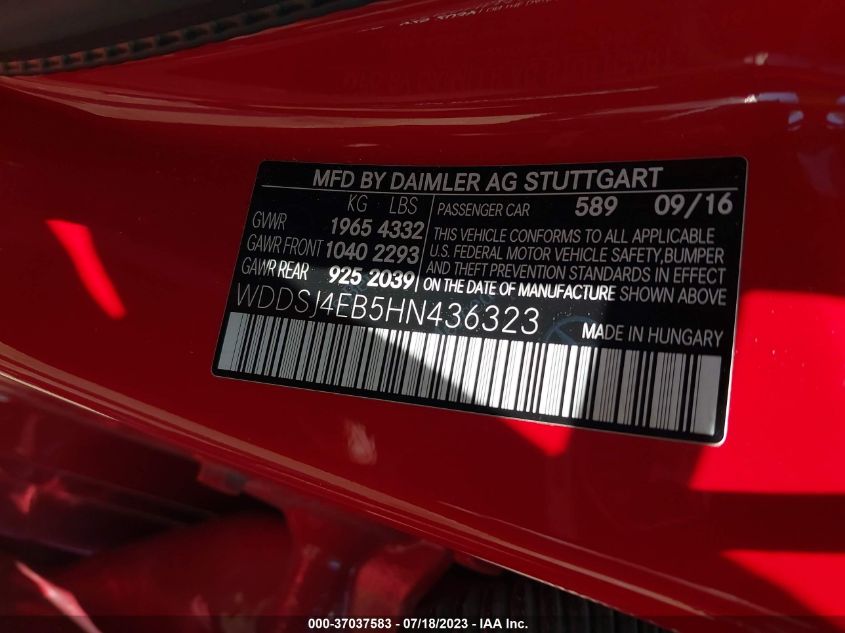 MFD BY DAIMLER AG STUTTGART
KG LBS
GVWR 1965 4332
GAWR FRONT 1040 2293
GAWR REAR 925 2039
PASSENGER CAR 589 09/16
THIS VEHICLE CONFORMS TO ALL APPLICABLE
U.S. FEDERAL MOTOR VEHICLE SAFETY, BUMPER
AND THEFT PREVENTION STANDARDS IN EFFECT
ON THE DATE OF MANUFACTURE SHOWN ABOVE
WDDSJ4EB5HN436323
MADE IN HUNGARY
000-37037583 / 07/18/2023 - IAA Inc.